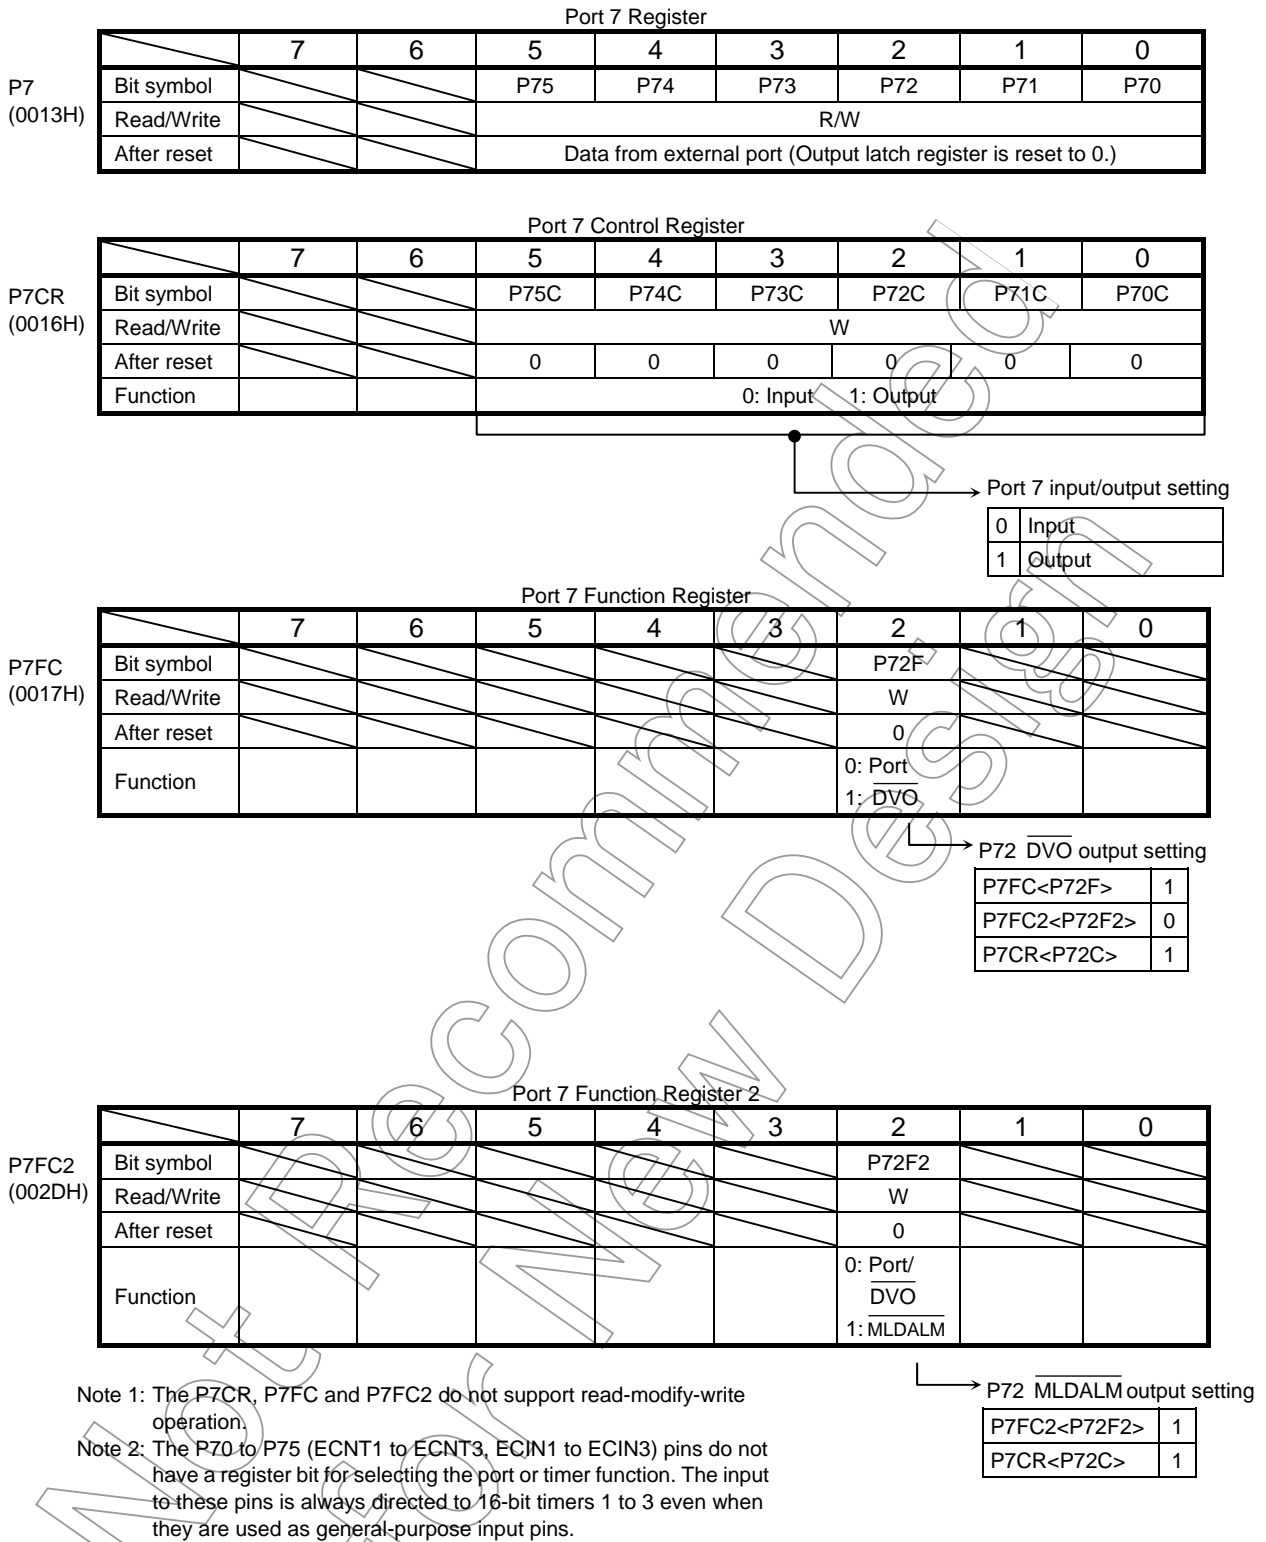 Port 7 Register
7 6 5 4 3 2 1 0
P7
(0013H)
Bit symbol P75 P74 P73 P72 P71 P70
Read/Write R/W
After reset Data from external port (Output latch register is reset to 0.)
Port 7 Control Register
7 6 5 4 3 2 1 0
P7CR
(0016H)
Bit symbol P75C P74C P73C P72C P71C P70C
Read/Write W
After reset 0 0 0 0 0 0
Function 0: Input 1: Output
Port 7 input/output setting
0 Input
1 Output
Port 7 Function Register
7 6 5 4 3 2 1 0
P7FC
(0017H)
Bit symbol P72F
Read/Write W
After reset 0
Function 0: Port
1: DVO
P72 DVO output setting
P7FC<P72F> 1
P7FC2<P72F2> 0
P7CR<P72C> 1
Port 7 Function Register 2
7 6 5 4 3 2 1 0
P7FC2
(002DH)
Bit symbol P72F2
Read/Write W
After reset 0
Function 0: Port/
DVO
1: MLDALM
P72 MLDALM output setting
P7FC2<P72F2> 1
P7CR<P72C> 1
Note 1: The P7CR, P7FC and P7FC2 do not support read-modify-write
operation.
Note 2: The P70 to P75 (ECNT1 to ECNT3, ECIN1 to ECIN3) pins do not
have a register bit for selecting the port or timer function. The input
to these pins is always directed to 16-bit timers 1 to 3 even when
they are used as general-purpose input pins.
Not Recommended
for New Design